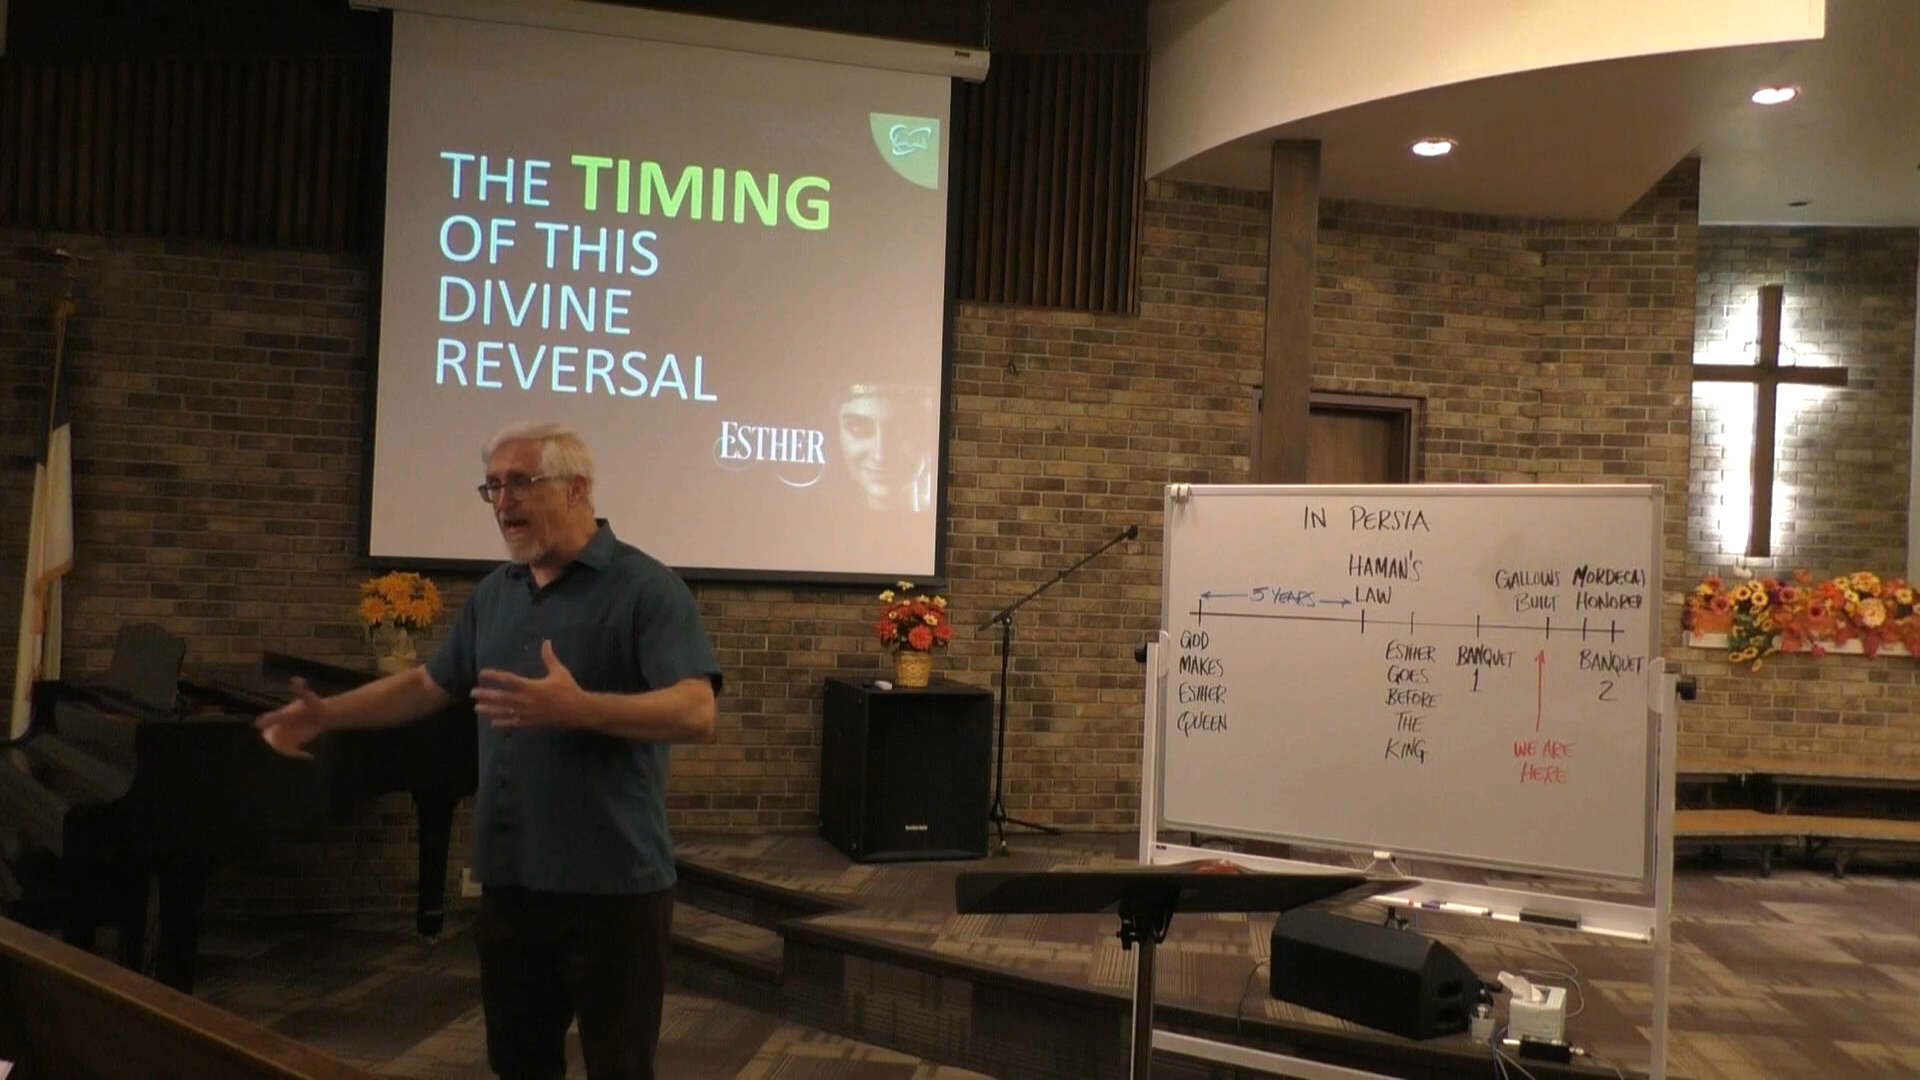 THE TIMING
OF THIS
DIVINE
REVERSAL
ESTHER
IN PERSIA
HAMAN'S
LAW
5 YEARS
GALLOWS
BUILT
MORDECAI
HONORED
GOD
MAKES
ESTHER
QUEEN
ESTHER
GOES
BEFORE
THE
KING
BANQUET
1
BANQUET
2
WE ARE
HERE